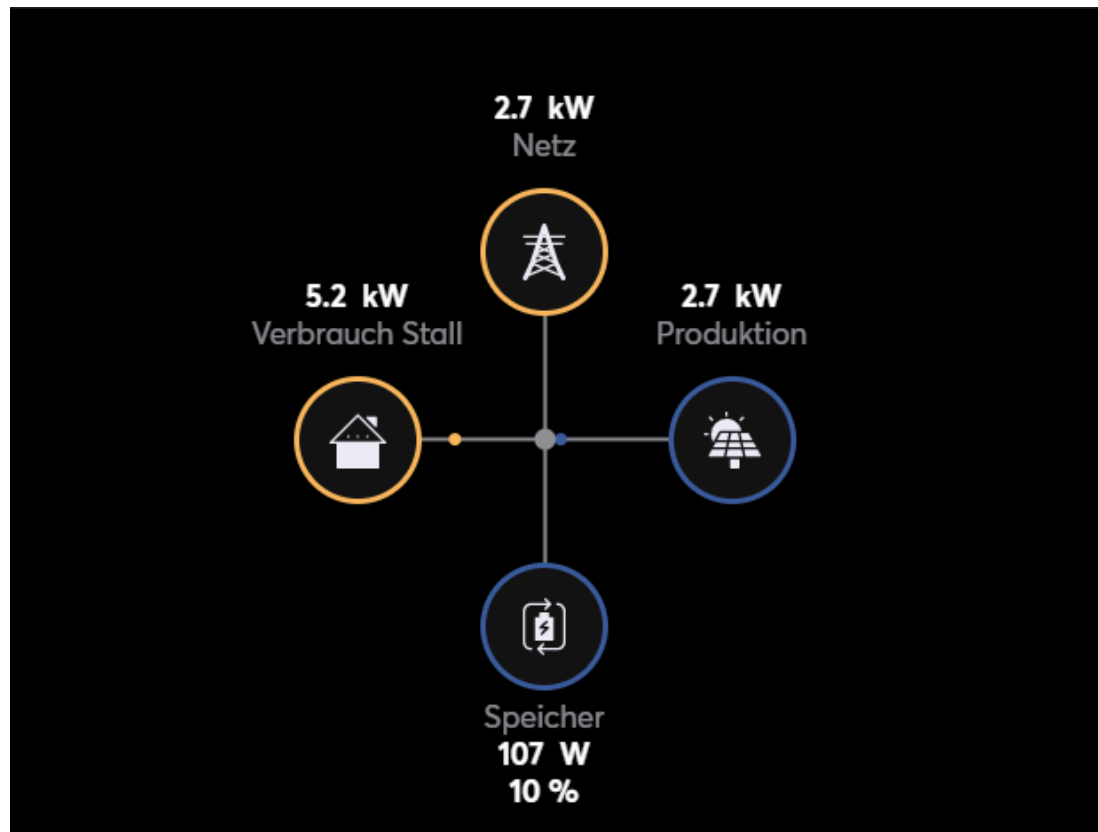 2.7 kW
Netz
5.2 kW
Verbrauch Stall
2.7 kW
Produktion
Speicher
107 W
10 %